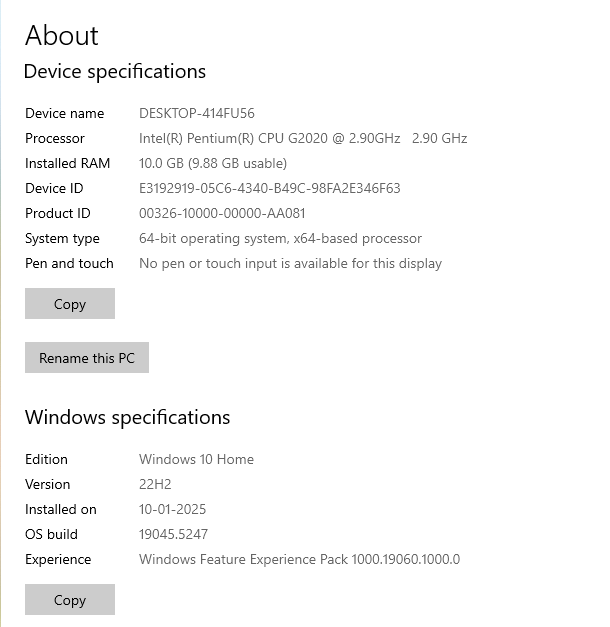 About
Device specifications
Device name DESKTOP-414FU56
Processor Intel(R) Pentium(R) CPU G2020 @ 2.90GHz 2.90 GHz
Installed RAM 10.0 GB (9.88 GB usable)
Device ID E3192919-05C6-4340-B49C-98FA2E346F63
Product ID 00326-10000-00000-AA081
System type 64-bit operating system, x64-based processor
Pen and touch No pen or touch input is available for this display
Copy
Rename this PC
Windows specifications
Edition Windows 10 Home
Version 22H2
Installed on 10-01-2025
OS build 19045.5247
Experience Windows Feature Experience Pack 1000.19060.1000.0
Copy